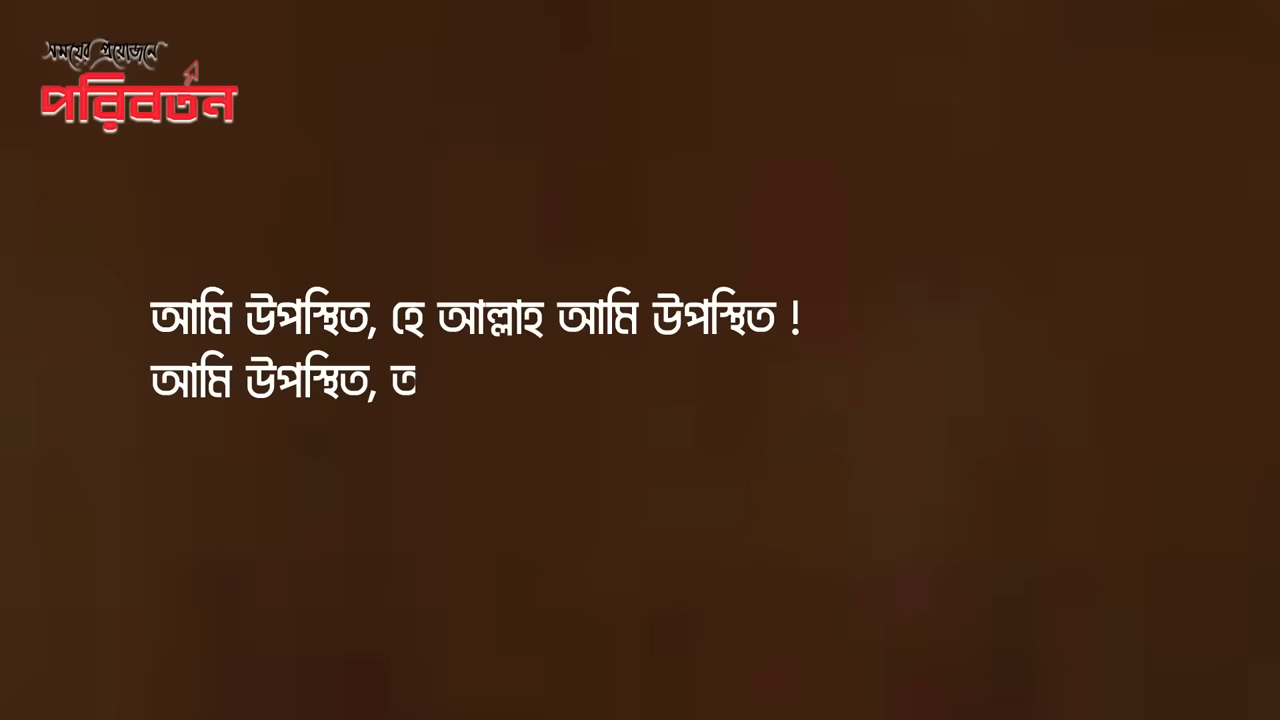 সময়ের প্রয়োজনে
পরিবর্তন
আমি উপস্থিত, হে আল্লাহ আমি উপস্থিত !
আমি উপস্থিত, ত